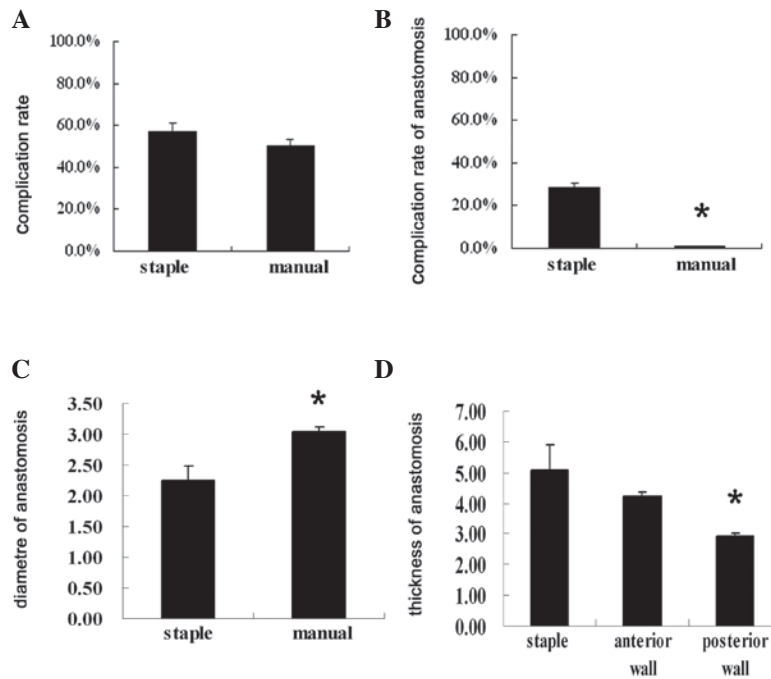 A
Complication rate
100.0%
80.0%
60.0%
40.0%
20.0%
0.0%
staple manual
B
Complication rate of anastomosis
100.0%
80.0%
60.0%
40.0%
20.0%
0.0%
*
staple manual
C
diametre of anastomosis
3.50
3.00
2.50
2.00
1.50
1.00
0.50
0.00
*
staple manual
D
thickness of anastomosis
7.00
6.00
5.00
4.00
3.00
2.00
1.00
0.00
*
staple anterior posterior
wall wall